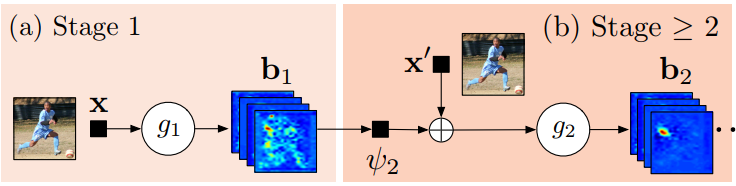 (a) Stage 1
x
g₁
b₁
ψ₂
(b) Stage ≥ 2
x′
g₂
b₂